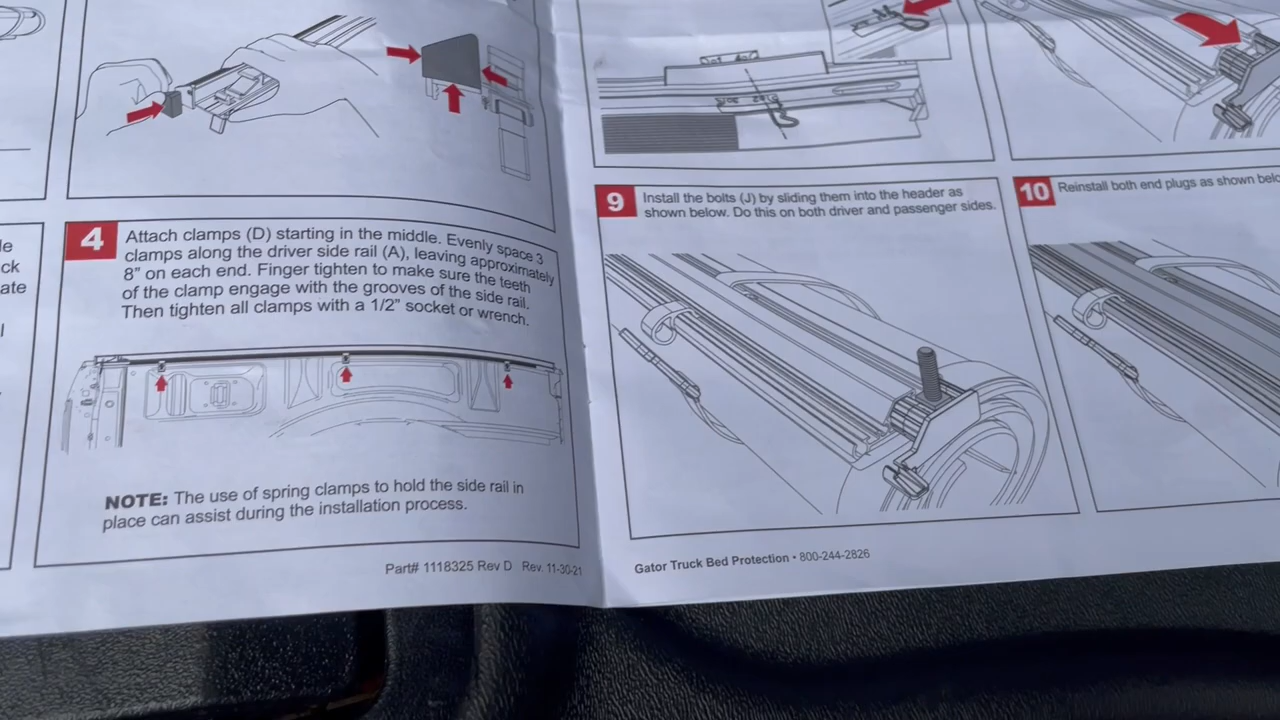 le
ck
ate
4
Attach clamps (D) starting in the middle. Evenly space 3
clamps along the driver side rail (A), leaving approximately
8” on each end. Finger tighten to make sure the teeth
of the clamp engage with the grooves of the side rail.
Then tighten all clamps with a 1/2” socket or wrench.
NOTE: The use of spring clamps to hold the side rail in
place can assist during the installation process.
Part# 1118325 Rev D Rev. 11-30-21
9
Install the bolts (J) by sliding them into the header as
shown below. Do this on both driver and passenger sides.
Gator Truck Bed Protection • 800-244-2826
10
Reinstall both end plugs as shown belo